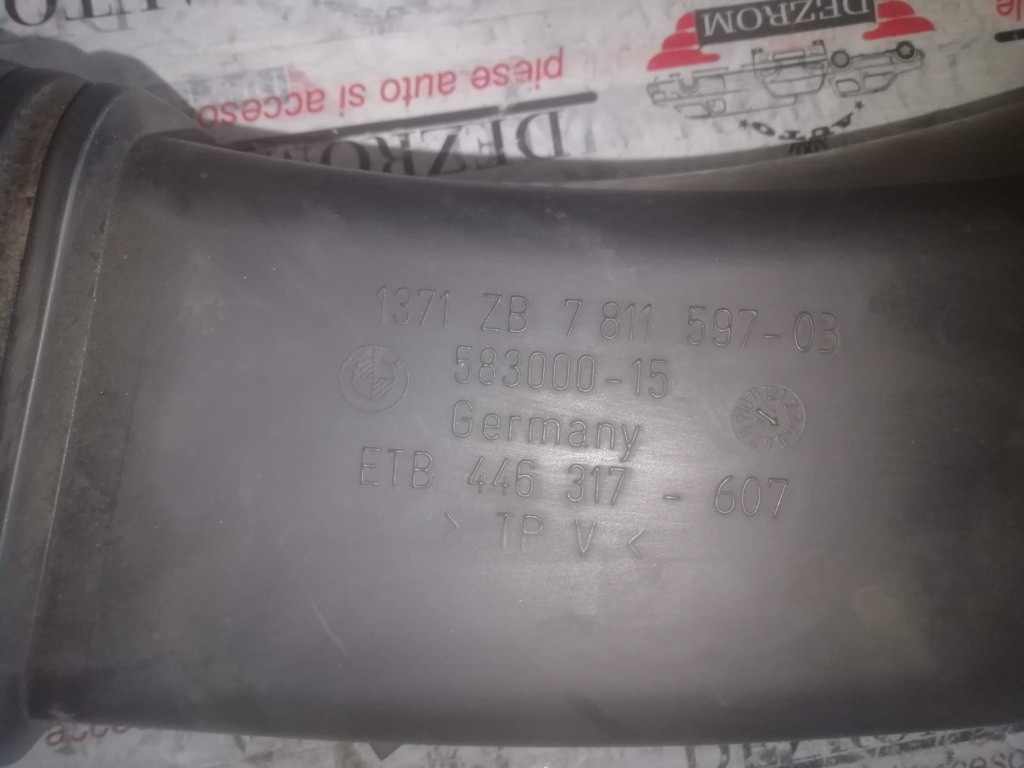 DEZROM
piese auto si acceso
DEZROM
AUTO
1371 ZB 7 811 597-03
583000-15
Germany
ETB 446 317 - 607
> TP V <